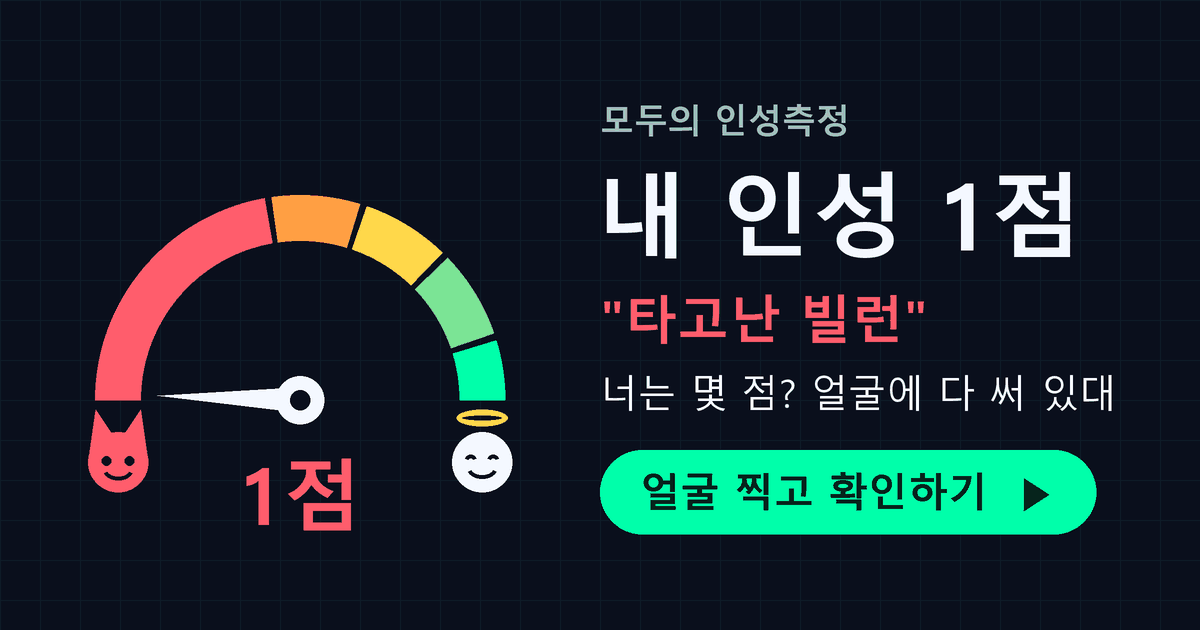 모두의 인성측정
내 인성 1점
"타고난 빌런"
너는 몇 점? 얼굴에 다 써 있대
얼굴 찍고 확인하기
1점